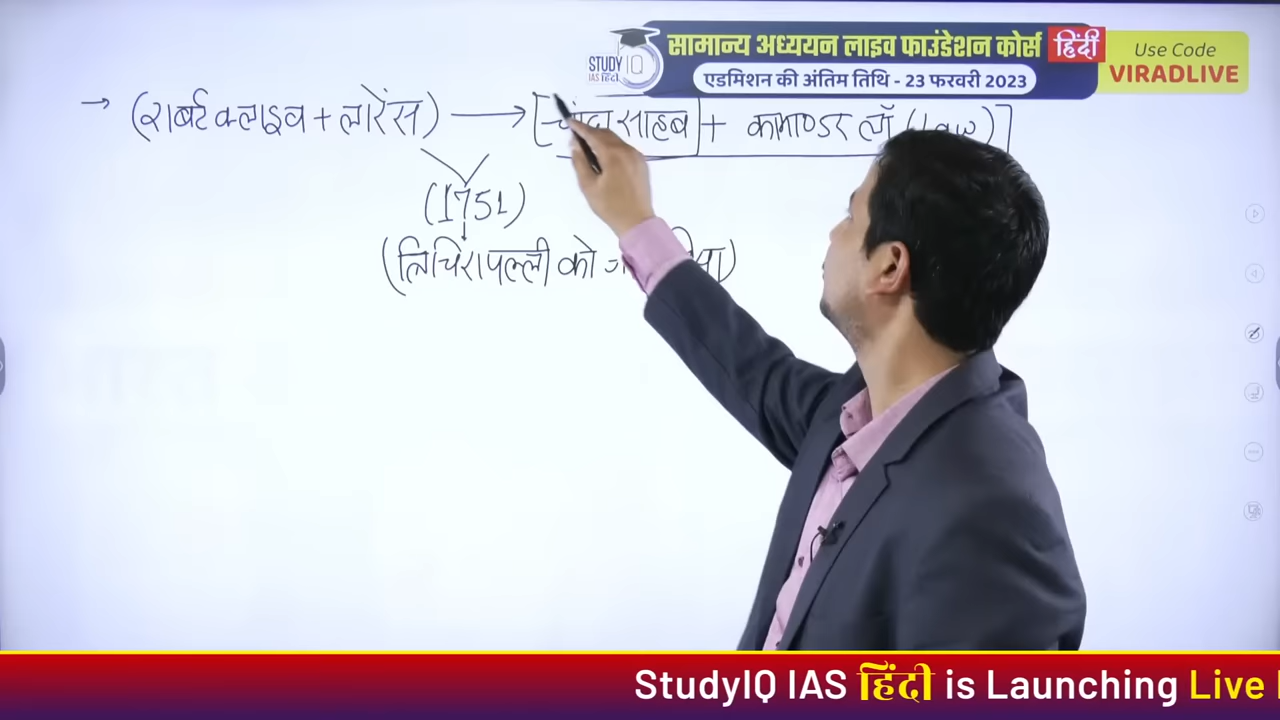 सामान्य अध्ययन लाइव फाउंडेशन कोर्स हिंदी
STUDY IQ
IAS हिंदी
एडमिशन की अंतिम तिथि - 23 फरवरी 2023
Use Code
VIRADLIVE
→ (राबर्ट क्लाइव + लारेंस) → [साहब + कमाण्डर लॉ (Law)]
(1751)
(त्रिचिरापल्ली को
StudyIQ IAS हिंदी is Launching Live